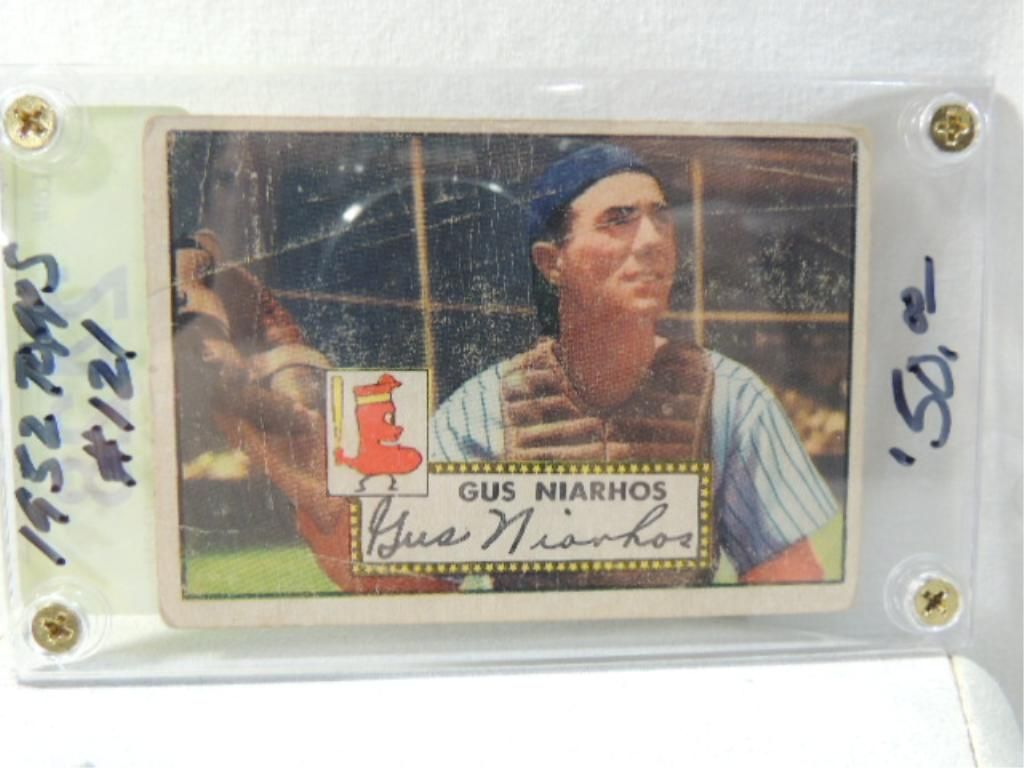 1952 Topps
#121
GUS NIARHOS
Gus Niarhos
'50.00